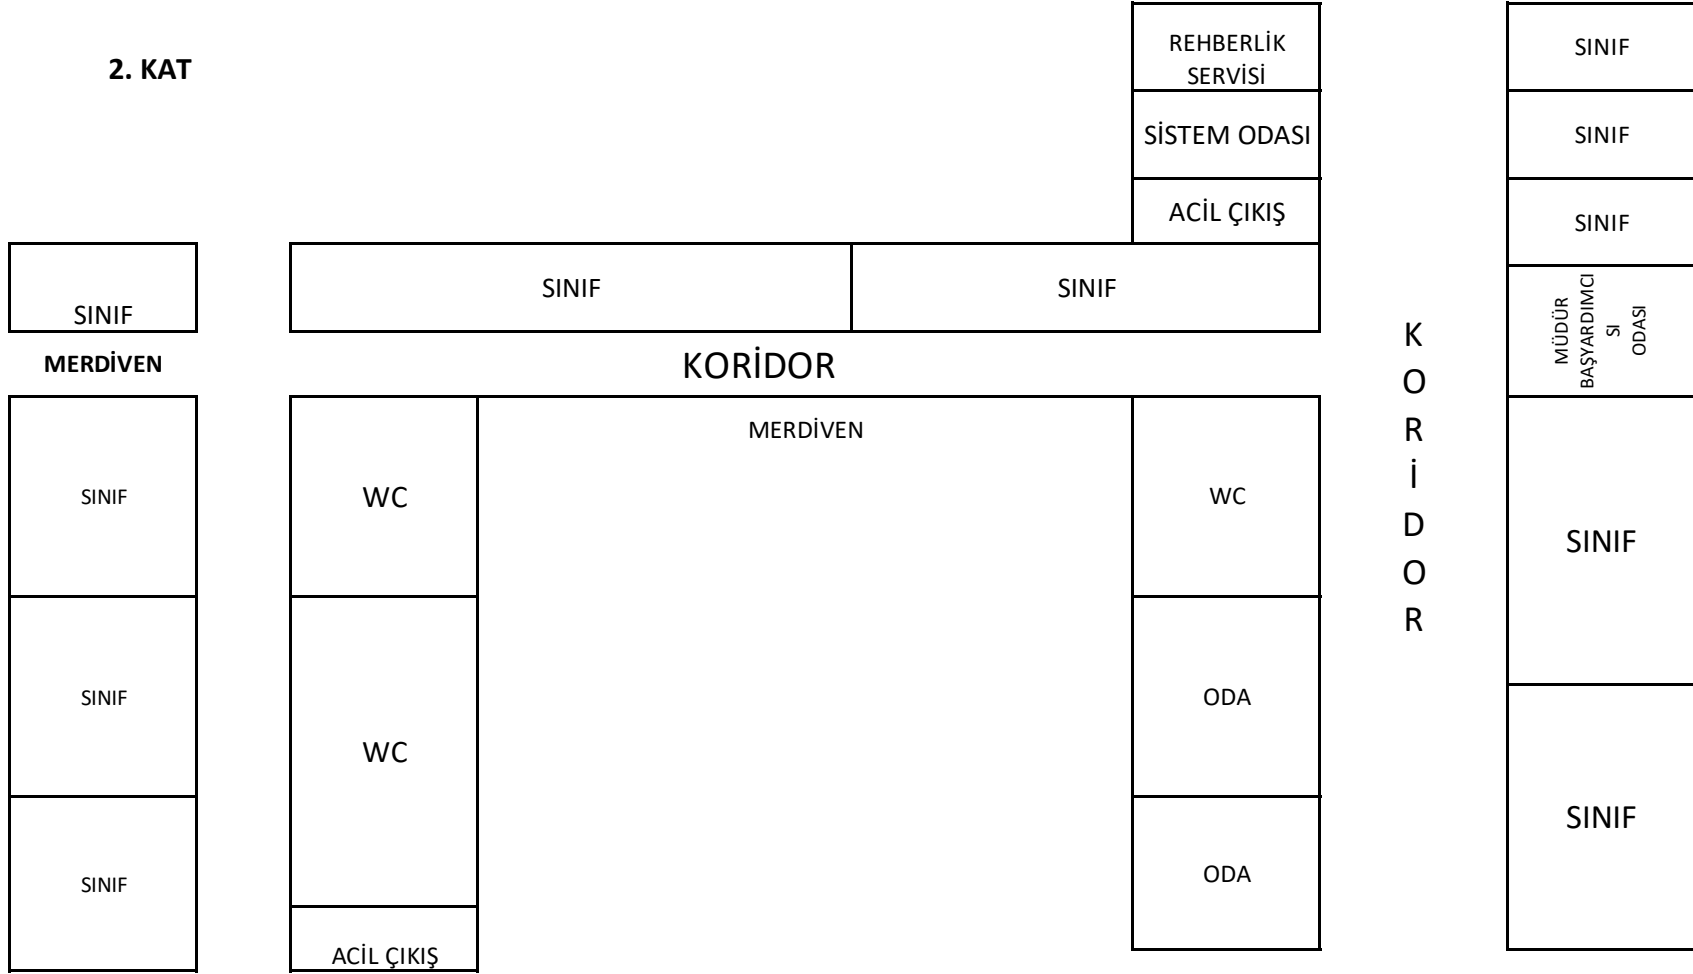 2. KAT
REHBERLİK
SERVİSİ
SINIF
SİSTEM ODASI
SINIF
ACİL ÇIKIŞ
SINIF
SINIF
SINIF
SINIF
MÜDÜR
BAŞYARDIMCI
SI
ODASI
MERDİVEN
KORİDOR
K
O
R
İ
D
O
R
MERDİVEN
SINIF
WC
WC
SINIF
SINIF
WC
ODA
SINIF
SINIF
ODA
ACİL ÇIKIŞ